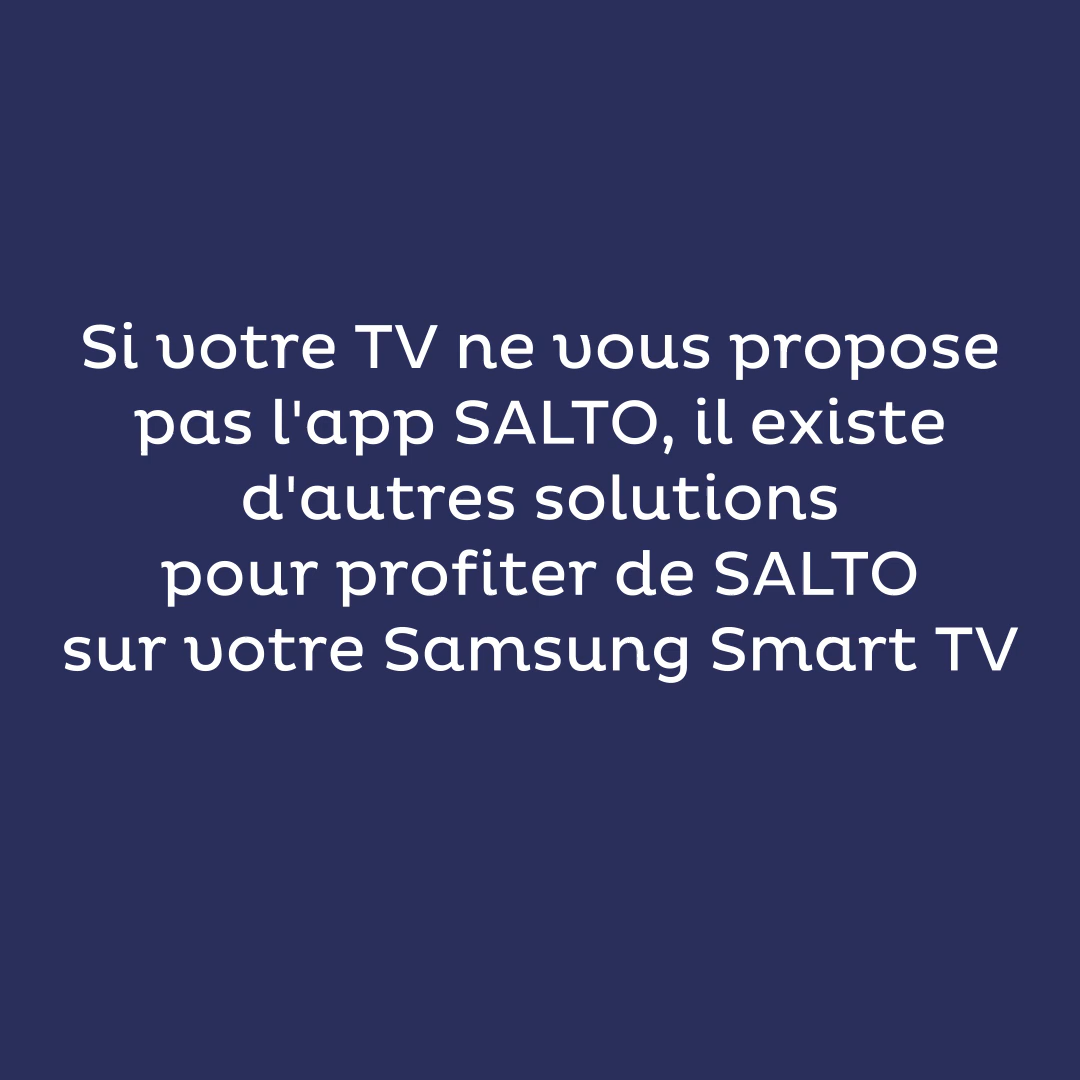 Si votre TV ne vous propose
pas l'app SALTO, il existe
d'autres solutions
pour profiter de SALTO
sur votre Samsung Smart TV